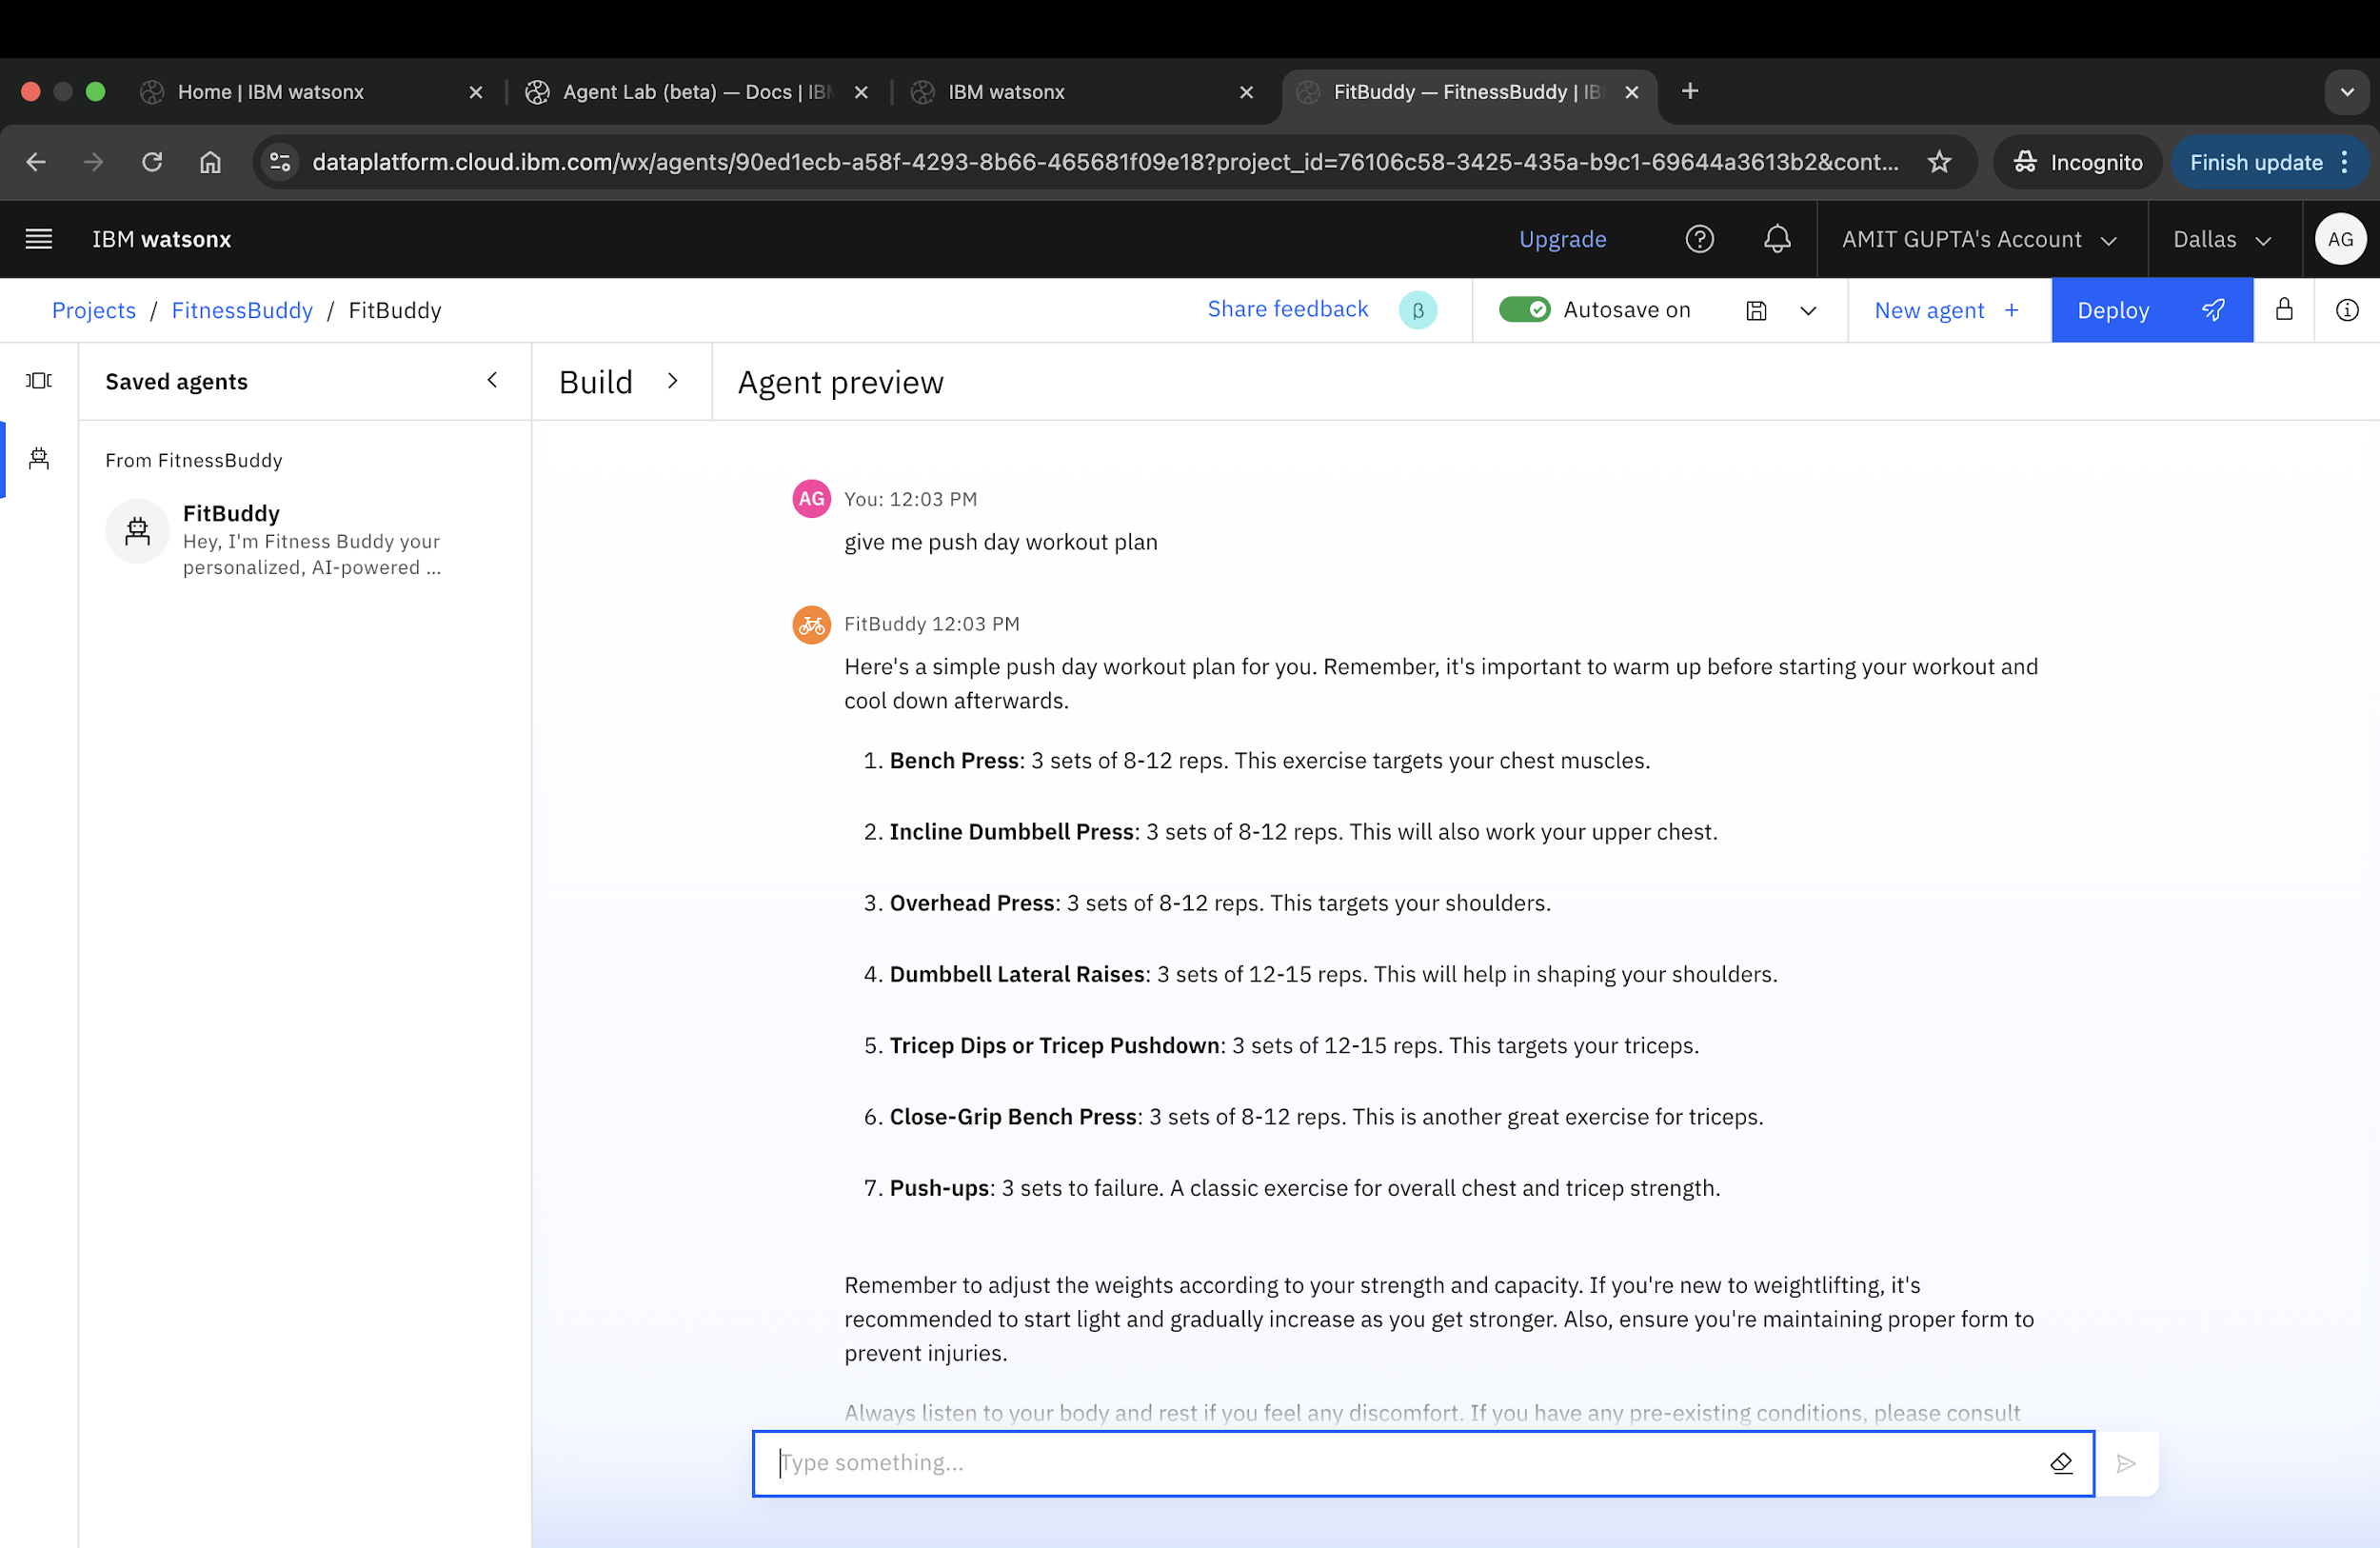 Home | IBM watsonx
Agent Lab (beta) — Docs | IBM
IBM watsonx
FitBuddy — FitnessBuddy | IB
dataplatform.cloud.ibm.com/wx/agents/90ed1ecb-a58f-4293-8b66-465681f09e18?project_id=76106c58-3425-435a-b9c1-69644a3613b2&cont...
Incognito
Finish update
IBM watsonx
Upgrade
AMIT GUPTA's Account
Dallas
AG
Projects / FitnessBuddy / FitBuddy
Share feedback
β
Autosave on
New agent +
Deploy
Saved agents
Build
Agent preview
From FitnessBuddy
FitBuddy
Hey, I'm Fitness Buddy your
personalized, AI-powered ...
AG
You: 12:03 PM
give me push day workout plan
FitBuddy 12:03 PM
Here's a simple push day workout plan for you. Remember, it's important to warm up before starting your workout and
cool down afterwards.
1. Bench Press: 3 sets of 8-12 reps. This exercise targets your chest muscles.
2. Incline Dumbbell Press: 3 sets of 8-12 reps. This will also work your upper chest.
3. Overhead Press: 3 sets of 8-12 reps. This targets your shoulders.
4. Dumbbell Lateral Raises: 3 sets of 12-15 reps. This will help in shaping your shoulders.
5. Tricep Dips or Tricep Pushdown: 3 sets of 12-15 reps. This targets your triceps.
6. Close-Grip Bench Press: 3 sets of 8-12 reps. This is another great exercise for triceps.
7. Push-ups: 3 sets to failure. A classic exercise for overall chest and tricep strength.
Remember to adjust the weights according to your strength and capacity. If you're new to weightlifting, it's
recommended to start light and gradually increase as you get stronger. Also, ensure you're maintaining proper form to
prevent injuries.
Always listen to your body and rest if you feel any discomfort. If you have any pre-existing conditions, please consult
Type something...